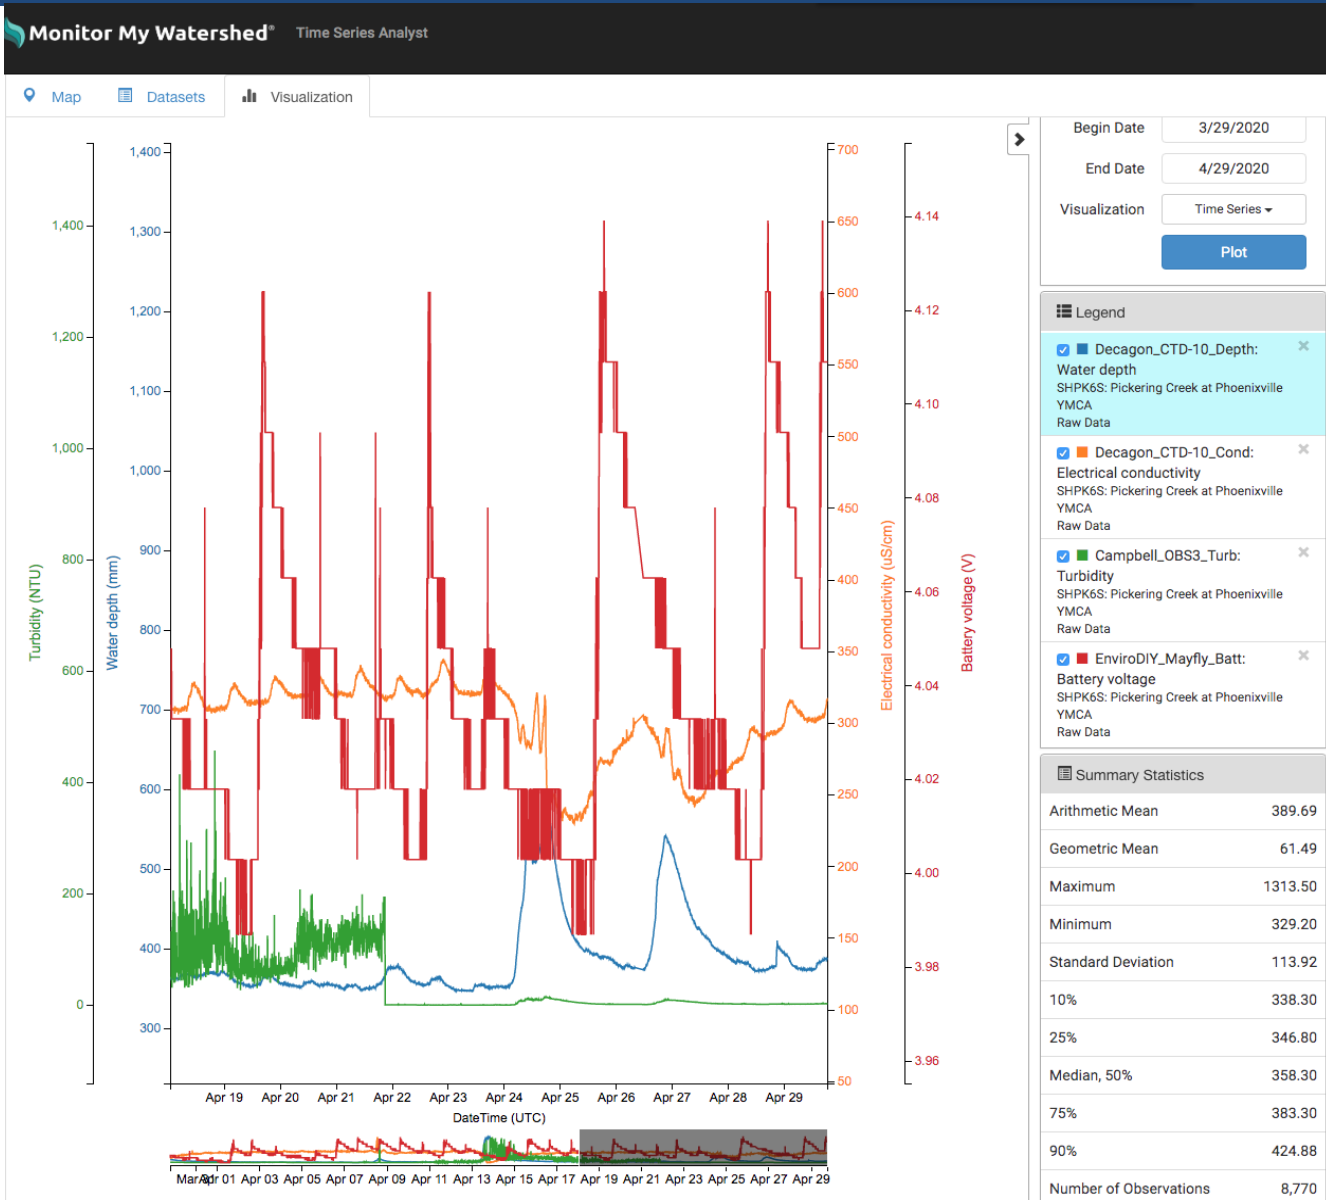 Monitor My Watershed® Time Series Analyst
Map Datasets Visualization
Begin Date 3/29/2020
End Date 4/29/2020
Visualization Time Series
Plot
Legend
Decagon_CTD-10_Depth:
Water depth
SHPK6S: Pickering Creek at Phoenixville
YMCA
Raw Data
Decagon_CTD-10_Cond:
Electrical conductivity
SHPK6S: Pickering Creek at Phoenixville
YMCA
Raw Data
Campbell_OBS3_Turb:
Turbidity
SHPK6S: Pickering Creek at Phoenixville
YMCA
Raw Data
EnviroDIY_Mayfly_Batt:
Battery voltage
SHPK6S: Pickering Creek at Phoenixville
YMCA
Raw Data
Summary Statistics
Arithmetic Mean 389.69
Geometric Mean 61.49
Maximum 1313.50
Minimum 329.20
Standard Deviation 113.92
10% 338.30
25% 346.80
Median, 50% 358.30
75% 383.30
90% 424.88
Number of Observations 8,770
Turbidity (NTU)
1,400
1,200
1,000
800
600
400
200
0
Water depth (mm)
1,400
1,300
1,200
1,100
1,000
900
800
700
600
500
400
300
Electrical conductivity (uS/cm)
700
650
600
550
500
450
400
350
300
250
200
150
100
50
Battery voltage (V)
4.14
4.12
4.10
4.08
4.06
4.04
4.02
4.00
3.98
3.96
Apr 19 Apr 20 Apr 21 Apr 22 Apr 23 Apr 24 Apr 25 Apr 26 Apr 27 Apr 28 Apr 29
DateTime (UTC)
Apr 01 Apr 03 Apr 05 Apr 07 Apr 09 Apr 11 Apr 13 Apr 15 Apr 17 Apr 19 Apr 21 Apr 23 Apr 25 Apr 27 Apr 29